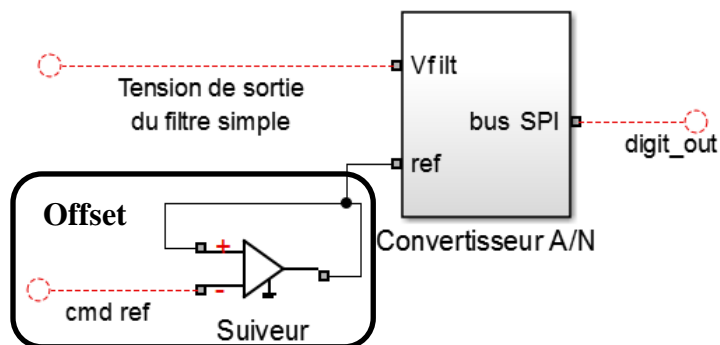 Vfilt
Tension de sortie
du filtre simple
bus SPI
digit_out
ref
Offset
+
Convertisseur A/N
-
cmd ref
Suiveur